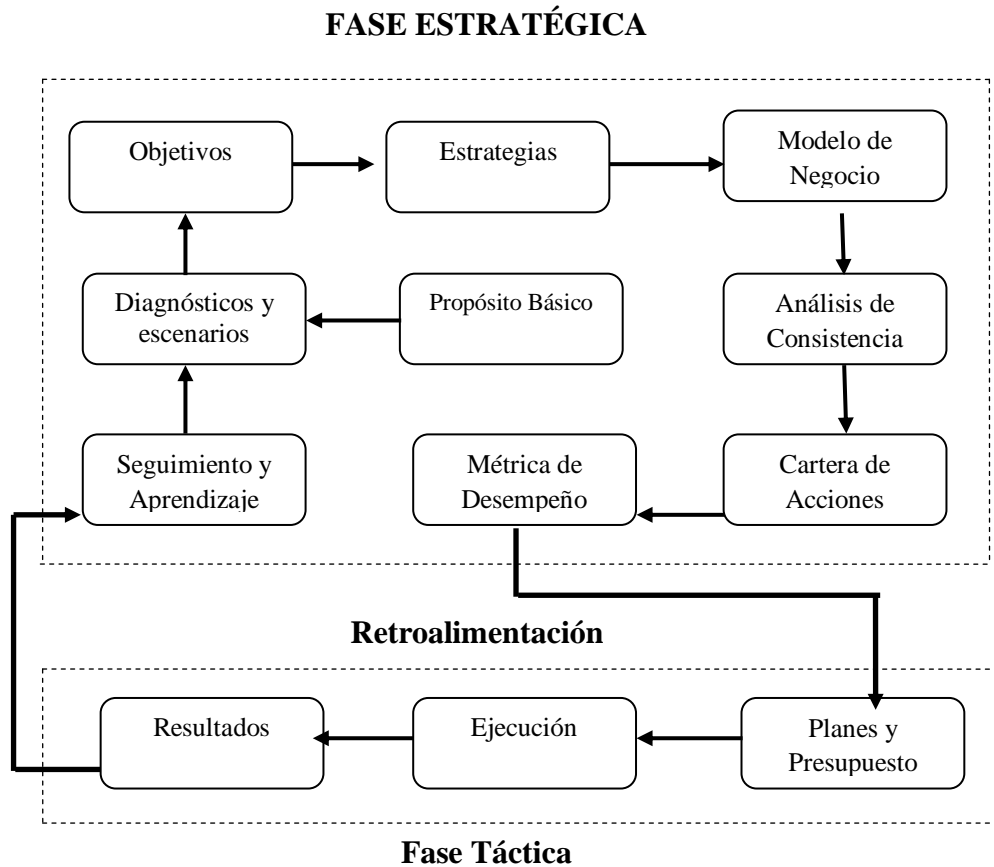 FASE ESTRATÉGICA
Objetivos
Estrategias
Modelo de
Negocio
Diagnósticos y
escenarios
Propósito Básico
Análisis de
Consistencia
Seguimiento y
Aprendizaje
Métrica de
Desempeño
Cartera de
Acciones
Retroalimentación
Resultados
Ejecución
Planes y
Presupuesto
Fase Táctica